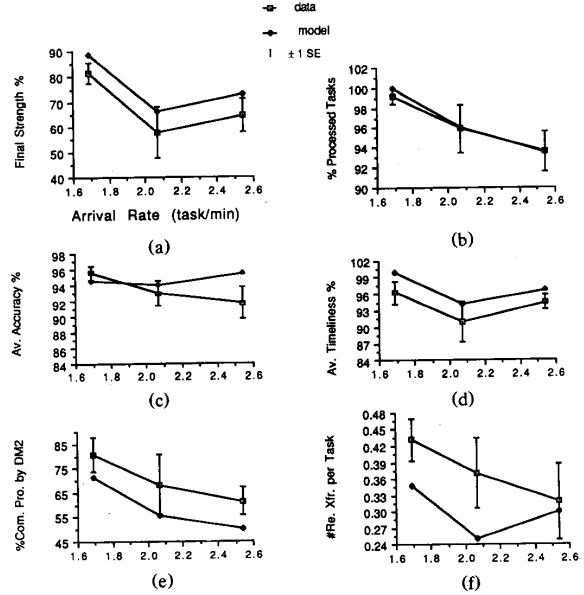 data
model
I ± 1 SE
Final Strength %
90
80
70
60
50
40
1.6 1.8 2.0 2.2 2.4 2.6
Arrival Rate (task/min)
(a)
% Processed Tasks
102
100
98
96
94
92
90
1.6 1.8 2.0 2.2 2.4 2.6
(b)
Av. Accuracy %
98
96
94
92
90
88
86
84
1.6 1.8 2.0 2.2 2.4 2.6
(c)
Av. Timeliness %
102
99
96
93
90
87
84
1.6 1.8 2.0 2.2 2.4 2.6
(d)
%Com. Pro. by DM2
85
75
65
55
45
1.6 1.8 2.0 2.2 2.4 2.6
(e)
#Re. Xfr. per Task
0.48
0.45
0.42
0.39
0.36
0.33
0.30
0.27
0.24
1.6 1.8 2.0 2.2 2.4 2.6
(f)